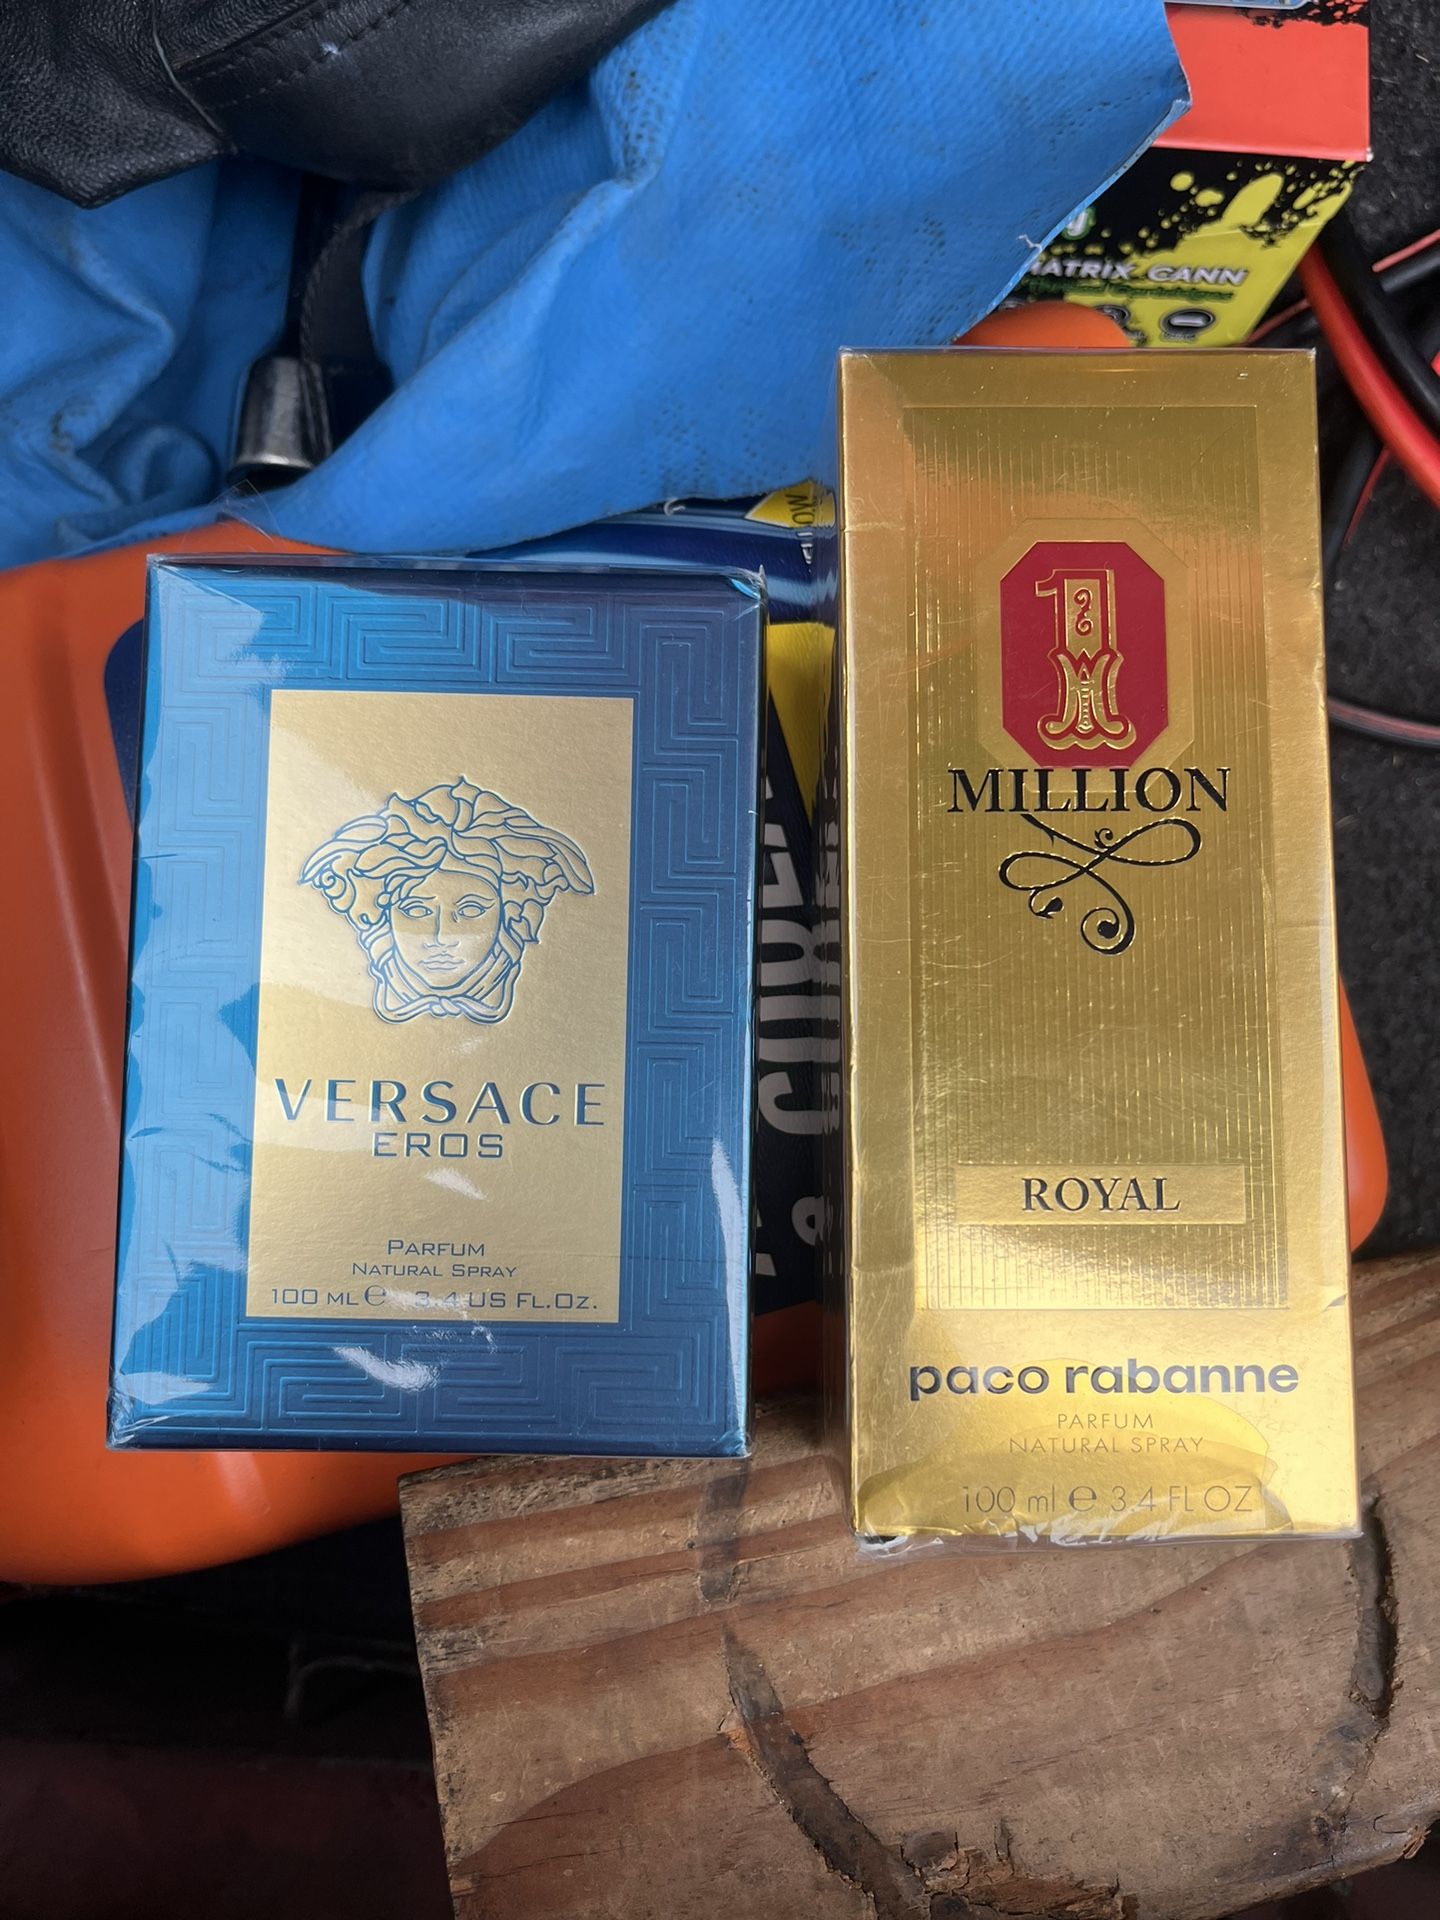 MATRIX CANN
VERSACE
EROS
PARFUM
NATURAL SPRAY
100 ML e 3.4 US FL.OZ.
1
MILLION
ROYAL
paco rabanne
PARFUM
NATURAL SPRAY
100 ml e 3.4 FL OZ